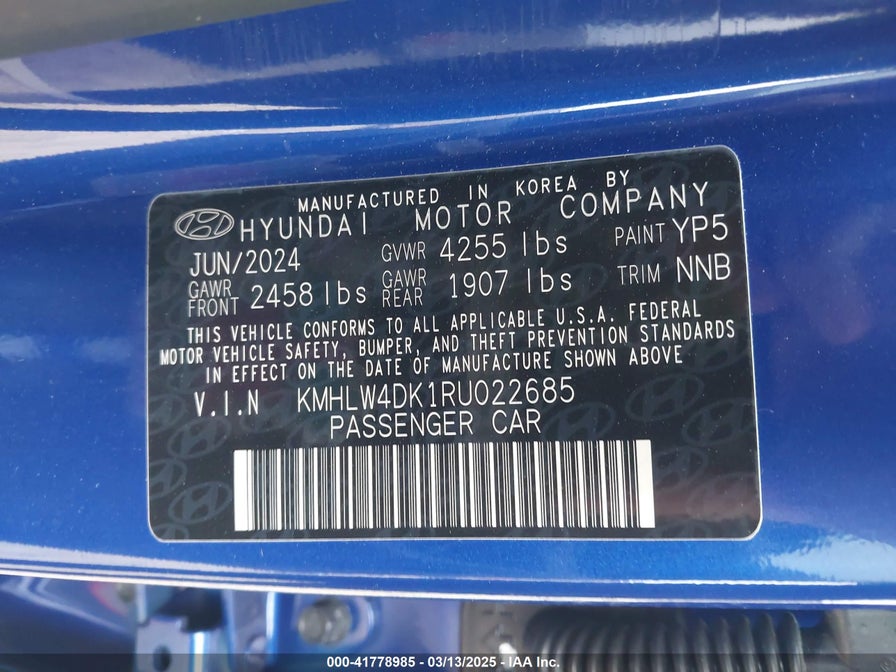 MANUFACTURED IN KOREA BY
HYUNDAI MOTOR COMPANY
JUN/2024 GVWR 4255 lbs PAINT YP5
GAWR FRONT 2458 lbs GAWR REAR 1907 lbs TRIM NNB
THIS VEHICLE CONFORMS TO ALL APPLICABLE U.S.A. FEDERAL
MOTOR VEHICLE SAFETY, BUMPER, AND THEFT PREVENTION STANDARDS
IN EFFECT ON THE DATE OF MANUFACTURE SHOWN ABOVE
V.I.N KMHLW4DK1RU022685
PASSENGER CAR
000-41778985 - 03/13/2025 - IAA Inc.